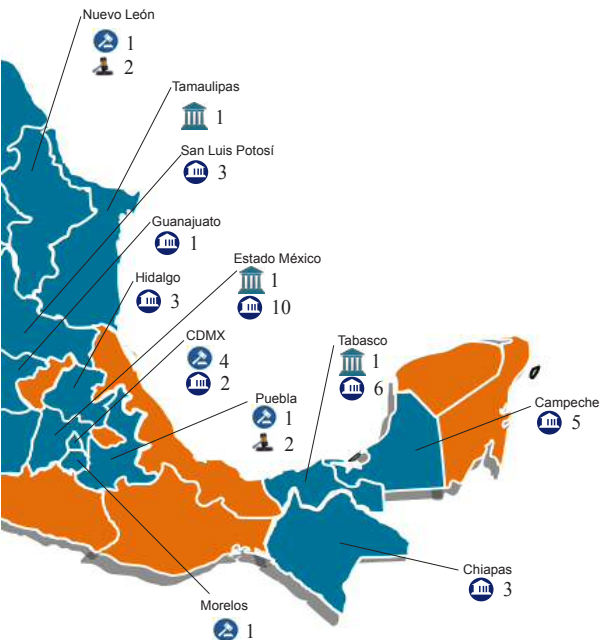 Nuevo León
1
2
Tamaulipas
1
San Luis Potosí
3
Guanajuato
1
Estado México
1
10
Hidalgo
3
CDMX
4
2
Tabasco
1
6
Puebla
1
2
Campeche
5
Chiapas
3
Morelos
1